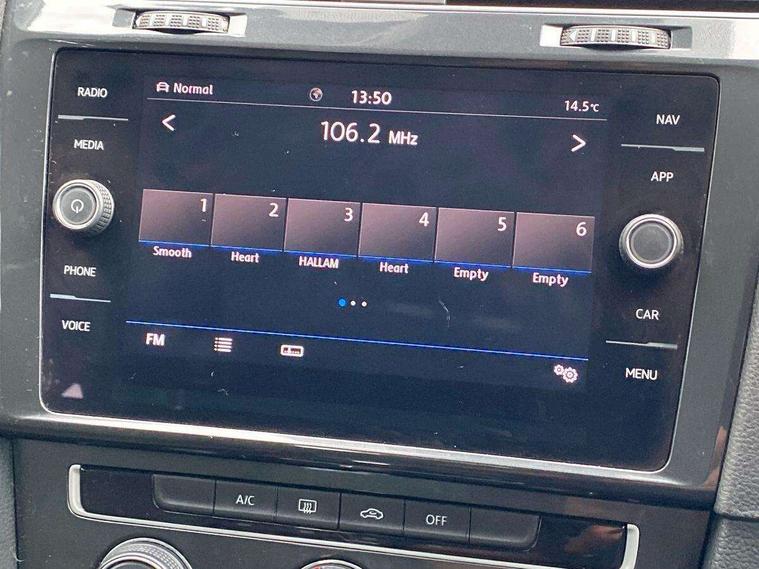 RADIO
MEDIA
PHONE
VOICE
Normal
13:50
14.5°C
< 106.2 MHz >
1 2 3 4 5 6
Smooth Heart HALLAM Heart Empty Empty
FM
NAV
APP
CAR
MENU
A/C
OFF